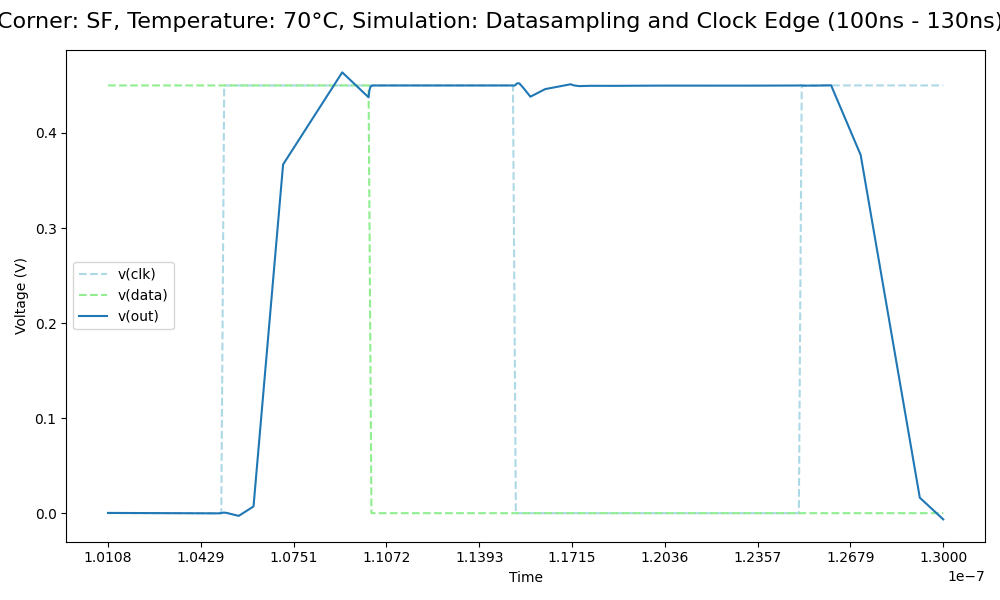 Corner: SF, Temperature: 70°C, Simulation: Datasampling and Clock Edge (100ns - 130ns)
0.4
0.3
0.2
0.1
0.0
Voltage (V)
v(clk)
v(data)
v(out)
1.0108 1.0429 1.0751 1.1072 1.1393 1.1715 1.2036 1.2357 1.2679 1.3000
1e−7
Time